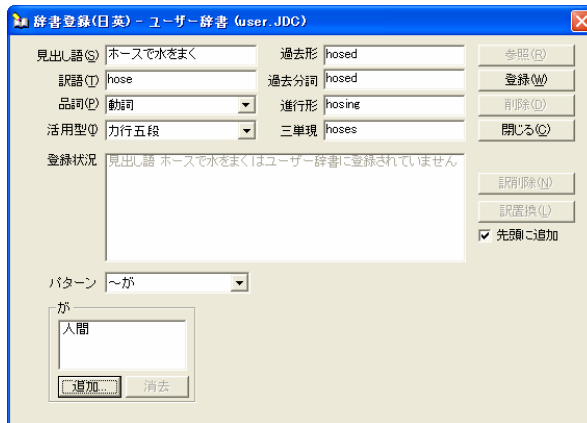 辞書登録(日英) - ユーザー辞書 (user.JDC)
見出し語(S) ホースで水をまく 過去形 hosed 参照(R)
訳語(T) hose 過去分詞 hosed 登録(W)
品詞(P) 動詞 進行形 hosing 削除(D)
活用型(I) カ行五段 三単現 hoses 閉じる(C)
登録状況 見出し語 ホースで水をまく はユーザー辞書に登録されていません
訳削除(N)
訳置換(L)
先頭に追加
パターン ～が
が
人間
追加... 消去